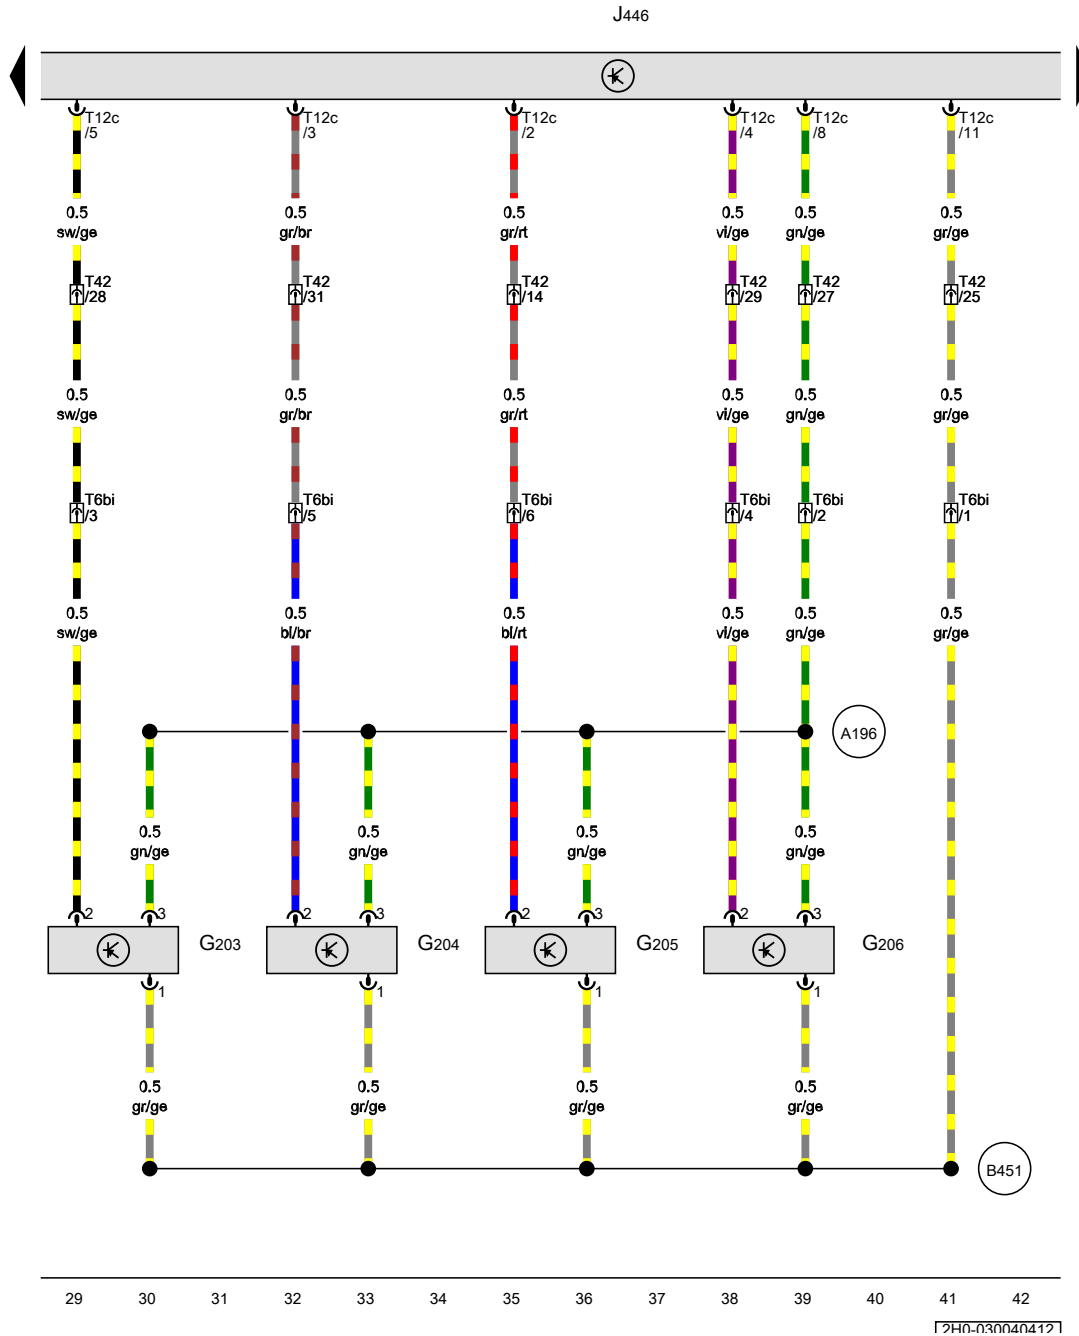 J446
T12c T12c T12c T12c T12c T12c
/5 /3 /2 /4 /8 /11
0.5 0.5 0.5 0.5 0.5 0.5
sw/ge gr/br gr/rt vi/ge gn/ge gr/ge
T42 T42 T42 T42 T42 T42
/28 /31 /14 /29 /27 /25
0.5 0.5 0.5 0.5 0.5 0.5
sw/ge gr/br gr/rt vi/ge gn/ge gr/ge
T6bi T6bi T6bi T6bi T6bi T6bi
/3 /5 /6 /4 /2 /1
0.5 0.5 0.5 0.5 0.5 0.5
sw/ge bl/br bl/rt vi/ge gn/ge gr/ge
A196
0.5 0.5 0.5 0.5
gn/ge gn/ge gn/ge gn/ge
2 3 2 3 2 3 2 3
G203 G204 G205 G206
1 1 1 1
0.5 0.5 0.5 0.5
gr/ge gr/ge gr/ge gr/ge
B451
29 30 31 32 33 34 35 36 37 38 39 40 41 42
2H0-030040412